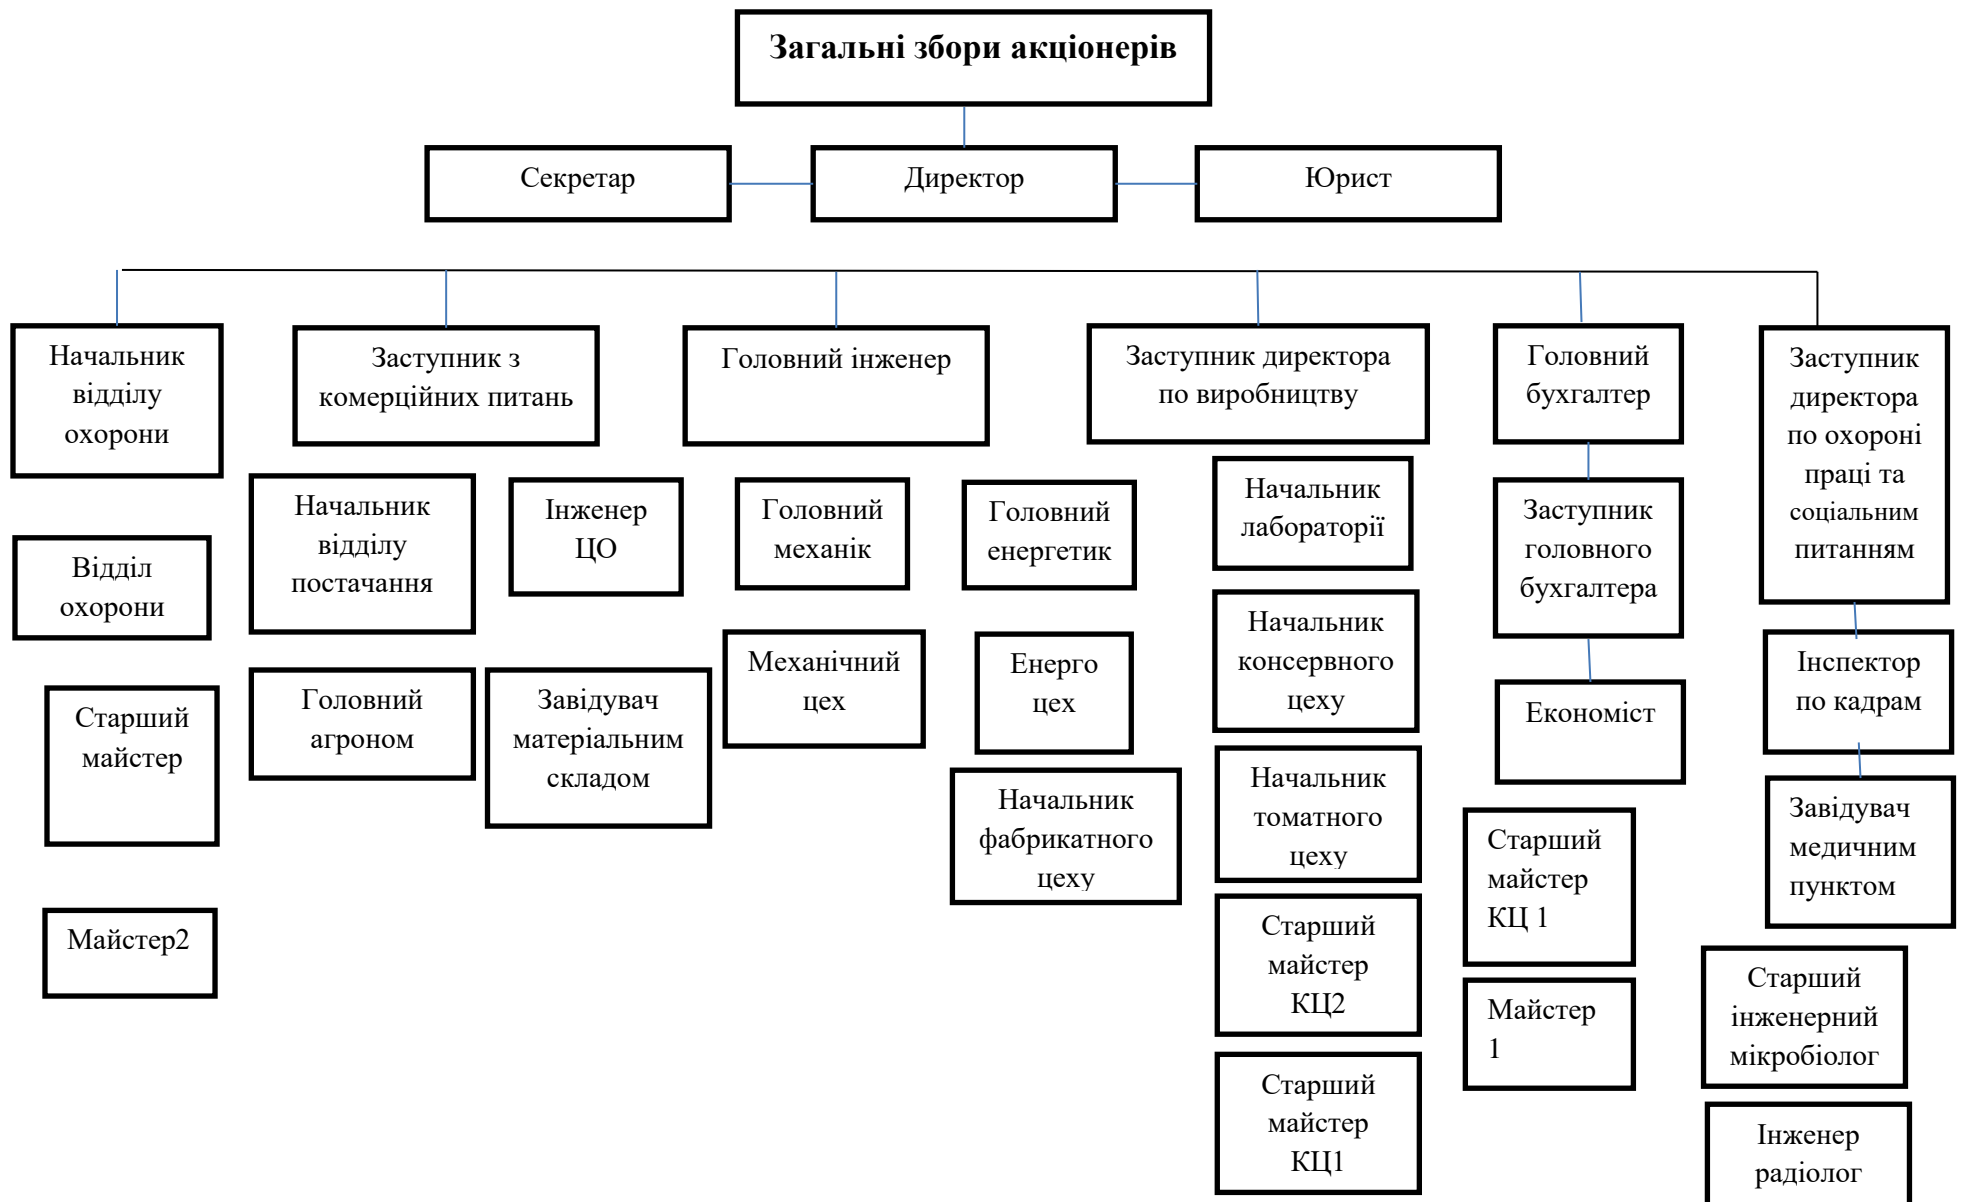 Загальні збори акціонерів
Секретар
Директор
Юрист
Начальник
відділу
охорони
Заступник з
комерційних питань
Головний інженер
Заступник директора
по виробництву
Головний
бухгалтер
Заступник
директора
по охороні
праці та
соціальним
питанням
Відділ
охорони
Начальник
відділу
постачання
Інженер
ЦО
Головний
механік
Головний
енергетик
Начальник
лабораторії
Заступник
головного
бухгалтера
Старший
майстер
Головний
агроном
Завідувач
матеріальним
складом
Механічний
цех
Енерго
цех
Начальник
консервного
цеху
Економіст
Інспектор
по кадрам
Начальник
фабрикатного
цеху
Начальник
томатного
цеху
Старший
майстер
КЦ 1
Завідувач
медичним
пунктом
Майстер2
Старший
майстер
КЦ2
Майстер
1
Старший
інженерний
мікробіолог
Старший
майстер
КЦ1
Інженер
радіолог